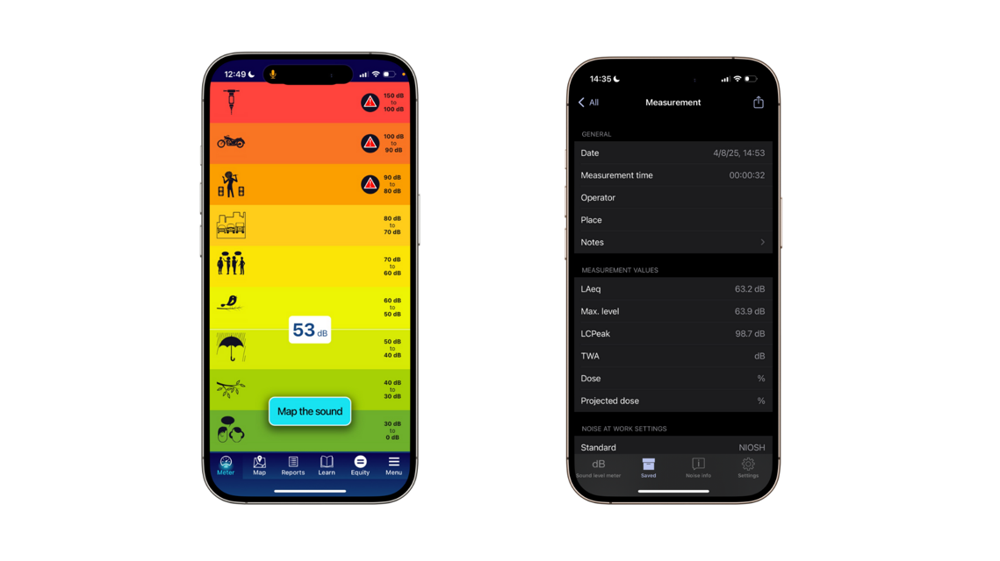 12:49
150 dB
to
100 dB
100 dB
to
90 dB
90 dB
to
80 dB
80 dB
to
70 dB
70 dB
to
60 dB
60 dB
to
50 dB
53 dB
50 dB
to
40 dB
40 dB
to
30 dB
Map the sound
30 dB
to
0 dB
Meter Map Reports Learn Equity Menu
14:35
All Measurement
GENERAL
Date 4/8/25, 14:53
Measurement time 00:00:32
Operator
Place
Notes
MEASUREMENT VALUES
LAeq 63.2 dB
Max. level 63.9 dB
LCPeak 98.7 dB
TWA dB
Dose %
Projected dose %
NOISE AT WORK SETTINGS
Standard NIOSH
dB
Sound level meter Saved Noise info Settings